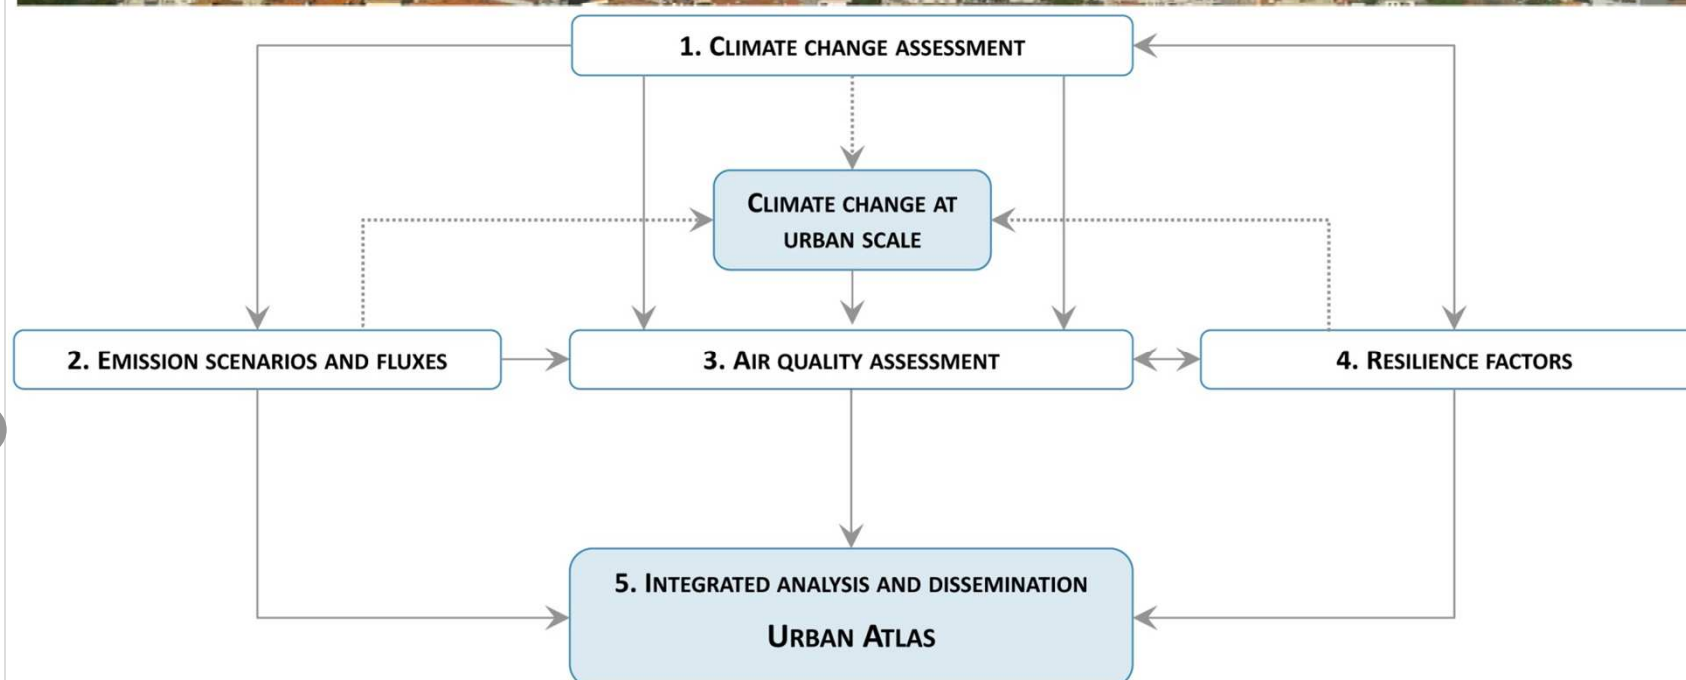 1. Climate change assessment
Climate change at
urban scale
2. Emission scenarios and fluxes
3. Air quality assessment
4. Resilience factors
5. Integrated analysis and dissemination
Urban Atlas